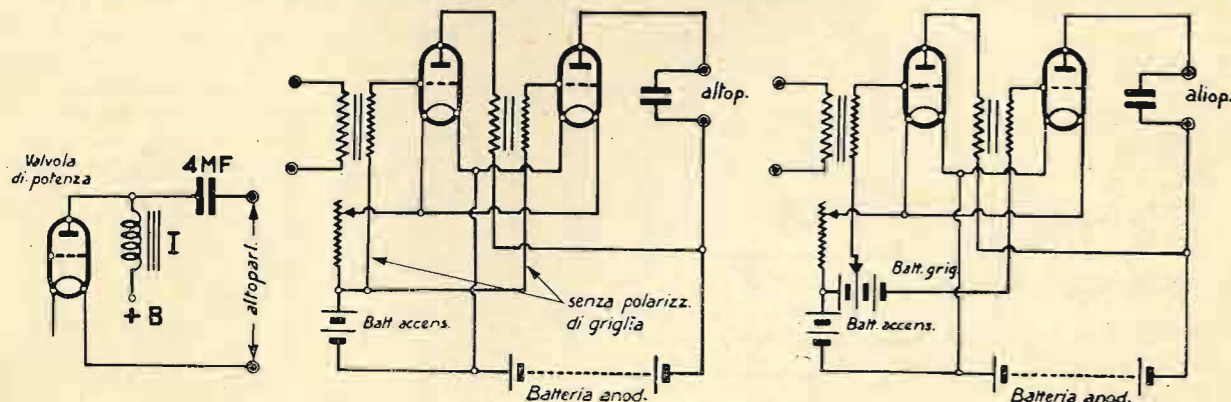 Valvola
di potenza
4MF
I
+ B
altoparl.
altop.
senza polarizz.
di griglia
Batt. accens.
Batteria anod.
altop.
Batt. grig.
Batt. accens.
Batteria anod.